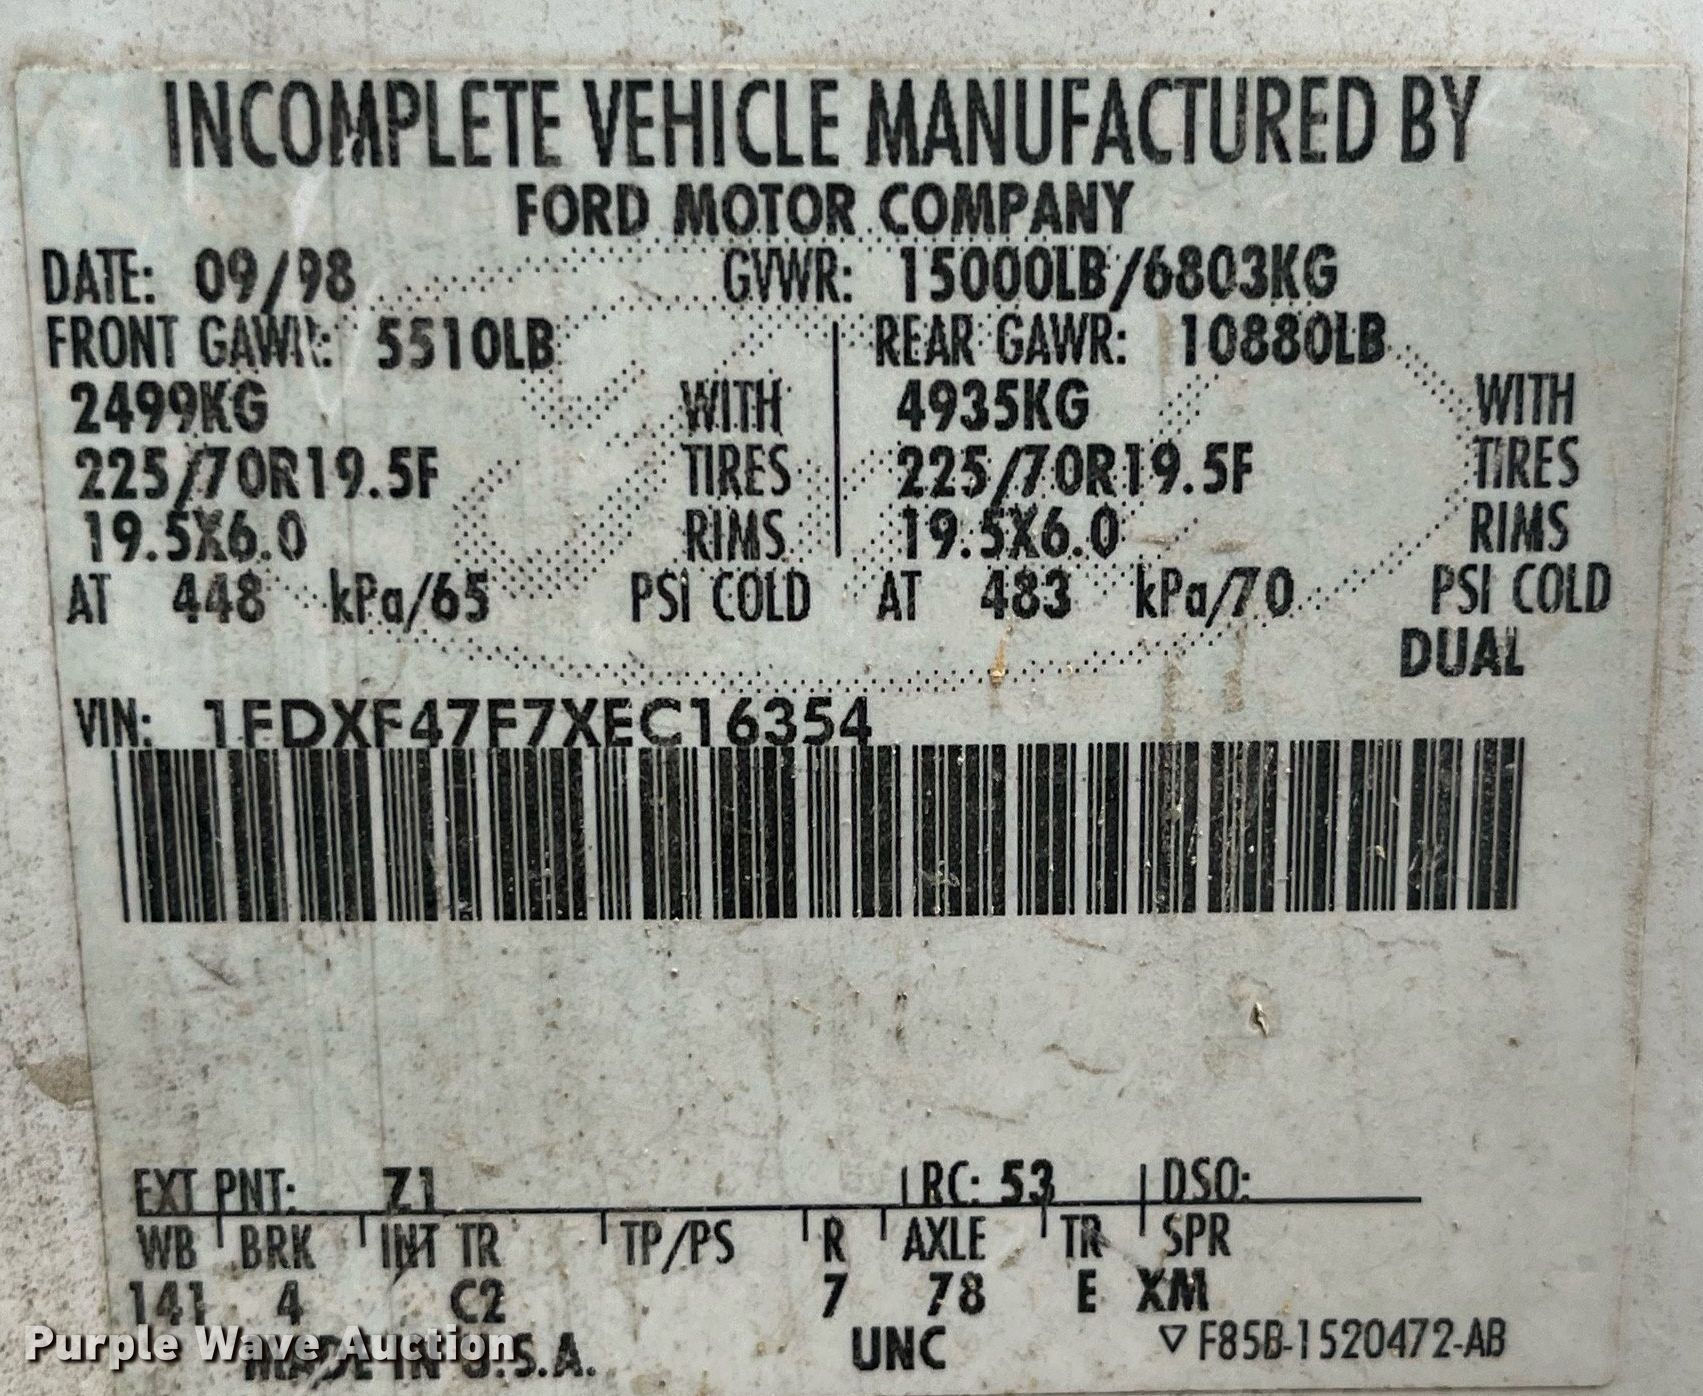 INCOMPLETE VEHICLE MANUFACTURED BY
FORD MOTOR COMPANY
DATE: 09/98 GVWR: 15000LB/6803KG
FRONT GAWR: 5510LB REAR GAWR: 10880LB
2499KG WITH 4935KG WITH
225/70R19.5F TIRES 225/70R19.5F TIRES
19.5X6.0 RIMS 19.5X6.0 RIMS
AT 448 kPa/65 PSI COLD AT 483 kPa/70 PSI COLD
DUAL
VIN: 1FDXF47F7XEC16354
EXT PNT: Z1 RC: 53 DSO:
WB BRK INT TR TP/PS R AXLE TR SPR
141 4 C2 7 78 E XM
MADE IN U.S.A. UNC ▽ F85B-1520472-AB
Purple Wave Auction